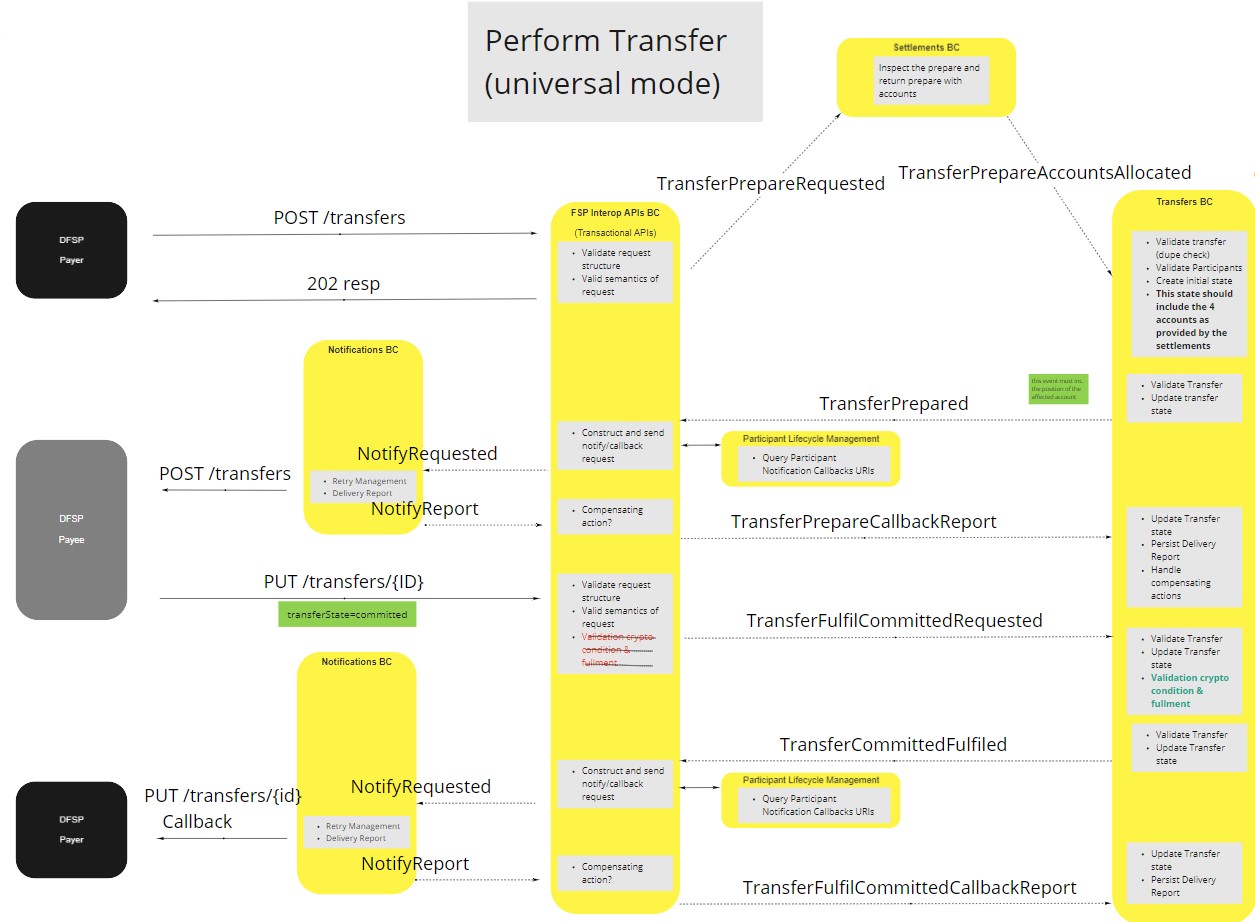 Perform Transfer
(universal mode)
Settlements BC
Inspect the prepare and
return prepare with
accounts
TransferPrepareRequested
TransferPrepareAccountsAllocated
DFSP
Payer
POST /transfers
202 resp
FSP Interop APIs BC
(Transactional APIs)
• Validate request
structure
• Valid semantics of
request
Transfers BC
• Validate transfer
(dupe check)
• Validate Participants
• Create initial state
• This state should
include the 4
accounts as
provided by the
settlements
Notifications BC
this event must inc.
the position of the
affected account
• Validate Transfer
• Update transfer
state
TransferPrepared
• Construct and send
notify/callback
request
Participant Lifecycle Management
• Query Participant
Notification Callbacks URIs
NotifyRequested
POST /transfers
• Retry Management
• Delivery Report
NotifyReport
DFSP
Payee
• Compensating
action?
TransferPrepareCallbackReport
• Update Transfer
state
• Persist Delivery
Report
• Handle
compensating
actions
PUT /transfers/{ID}
transferState=committed
• Validate request
structure
• Valid semantics of
request
• Validation crypto
condition &
fullment
TransferFulfilCommittedRequested
• Validate Transfer
• Update Transfer
state
• Validation crypto
condition &
fullment
Notifications BC
TransferCommittedFulfiled
• Validate Transfer
• Update Transfer
state
• Construct and send
notify/callback
request
Participant Lifecycle Management
• Query Participant
Notification Callbacks URIs
NotifyRequested
DFSP
Payer
PUT /transfers/{id}
Callback
• Retry Management
• Delivery Report
NotifyReport
• Compensating
action?
TransferFulfilCommittedCallbackReport
• Update Transfer
state
• Persist Delivery
Report